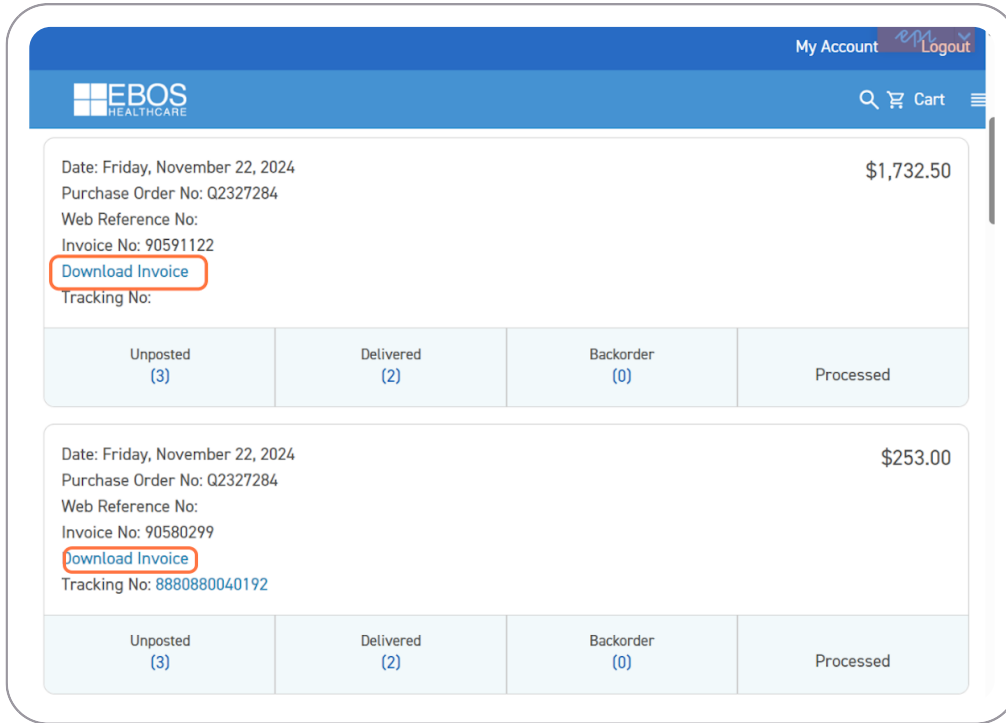 My Account
epi
Logout
EBOS
HEALTHCARE
Cart
Date: Friday, November 22, 2024
$1,732.50
Purchase Order No: Q2327284
Web Reference No:
Invoice No: 90591122
Download Invoice
Tracking No:
Unposted
(3)
Delivered
(2)
Backorder
(0)
Processed
Date: Friday, November 22, 2024
$253.00
Purchase Order No: Q2327284
Web Reference No:
Invoice No: 90580299
Download Invoice
Tracking No: 8880880040192
Unposted
(3)
Delivered
(2)
Backorder
(0)
Processed